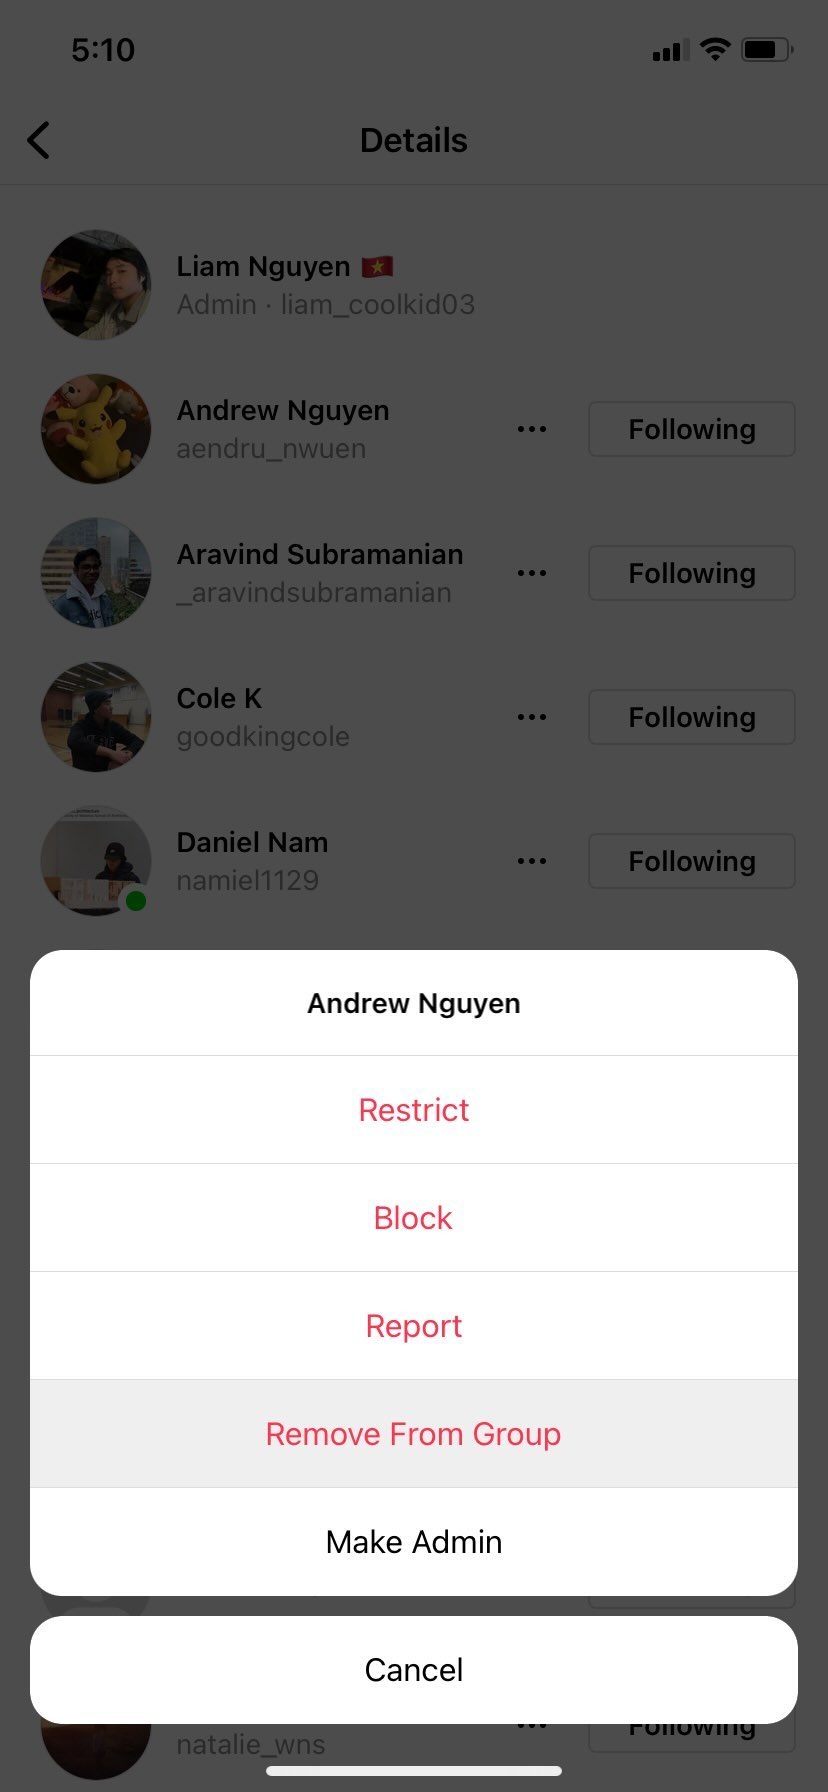 5:10
Details
Liam Nguyen 🇻🇳
Admin · liam_coolkid03
Andrew Nguyen
aendru_nwuen
Following
Aravind Subramanian
_aravindsubramanian
Following
Cole K
goodkingcole
Following
Daniel Nam
namiel1129
Following
Andrew Nguyen
Restrict
Block
Report
Remove From Group
Make Admin
Cancel
Following
natalie_wns